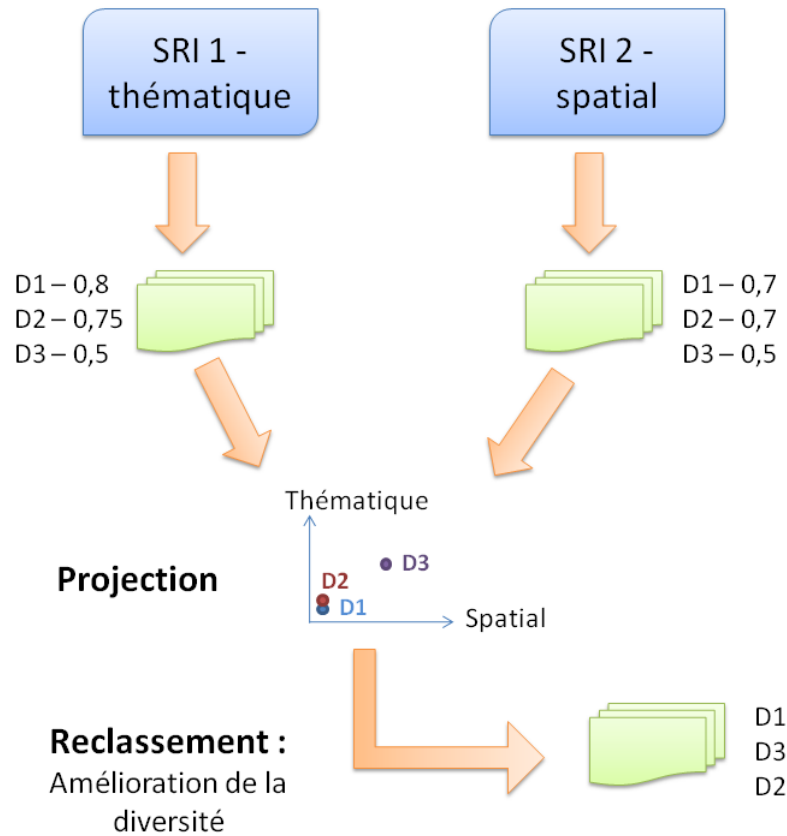 SRI 1 -
thématique
SRI 2 -
spatial
D1 – 0,8
D2 – 0,75
D3 – 0,5
D1 – 0,7
D2 – 0,7
D3 – 0,5
Thématique
Projection
D3
D2
D1
Spatial
Reclassement :
Amélioration de la
diversité
D1
D3
D2